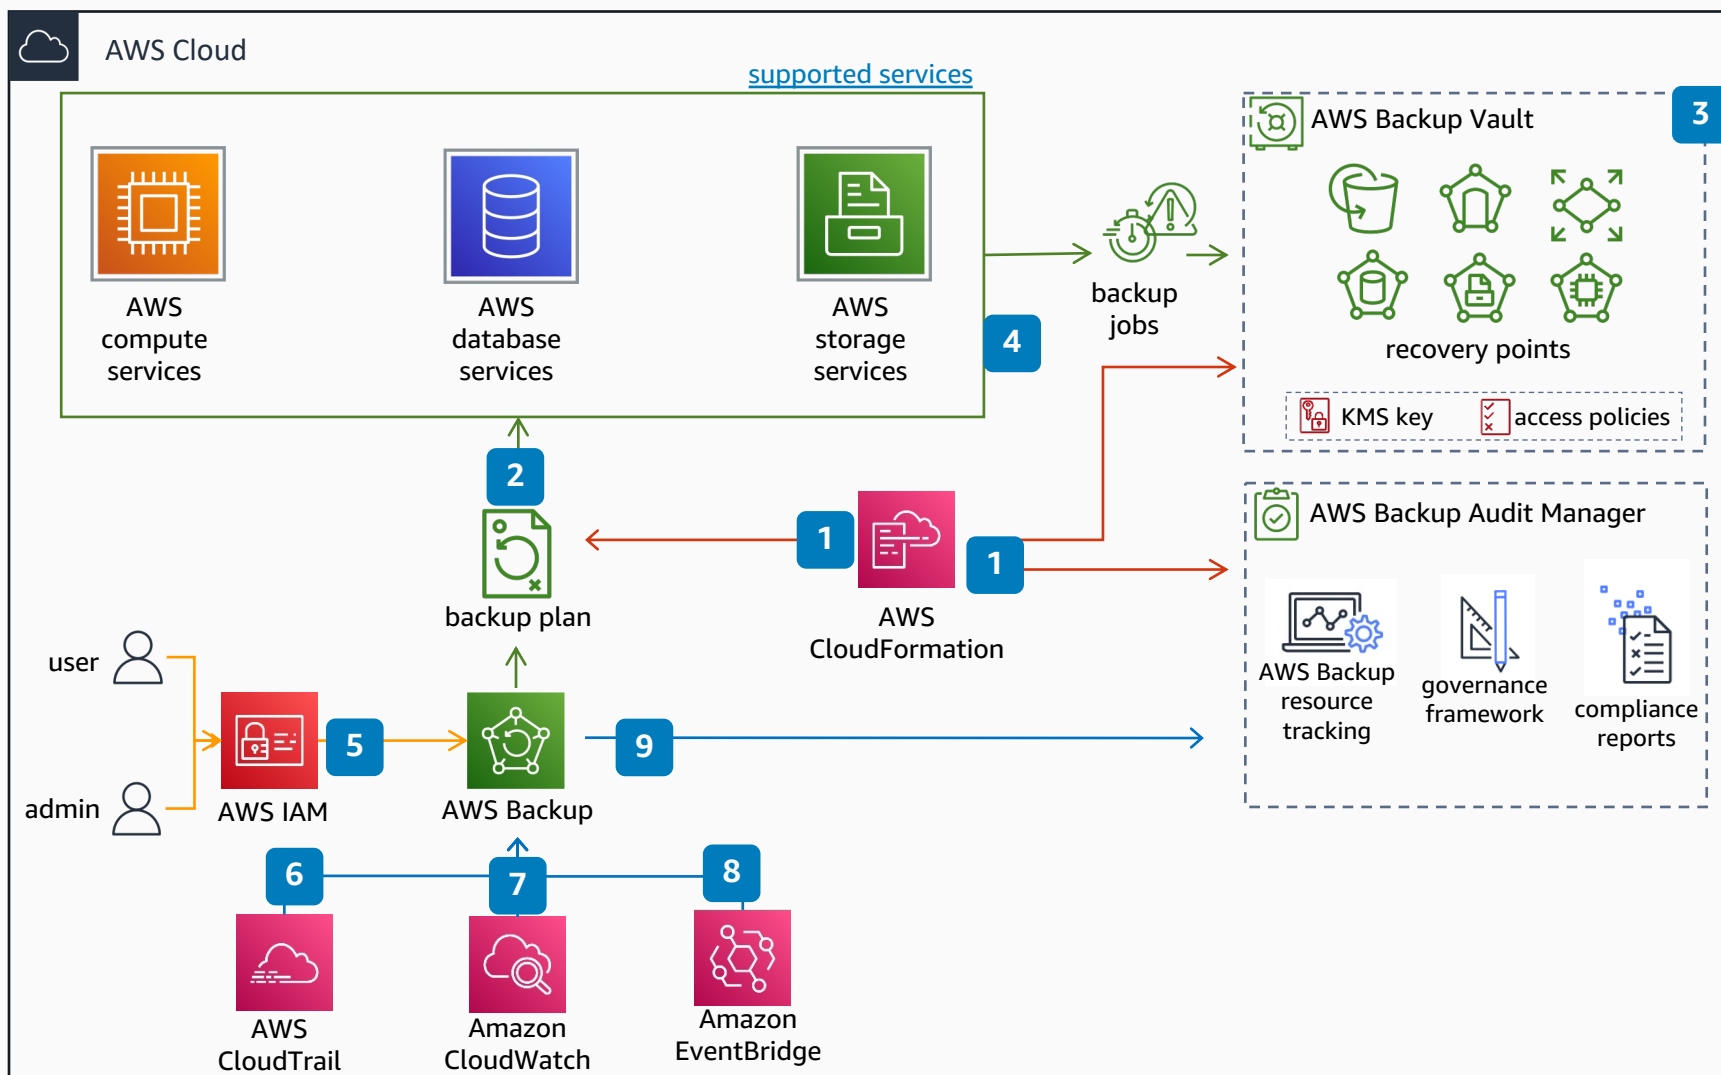 AWS Cloud
supported services
AWS
compute
services
AWS
database
services
AWS
storage
services
4
backup
jobs
AWS Backup Vault
3
recovery points
KMS key
access policies
2
backup plan
1
1
AWS
CloudFormation
AWS Backup Audit Manager
AWS Backup
resource
tracking
governance
framework
compliance
reports
user
admin
AWS IAM
5
AWS Backup
9
6
7
8
AWS
CloudTrail
Amazon
CloudWatch
Amazon
EventBridge